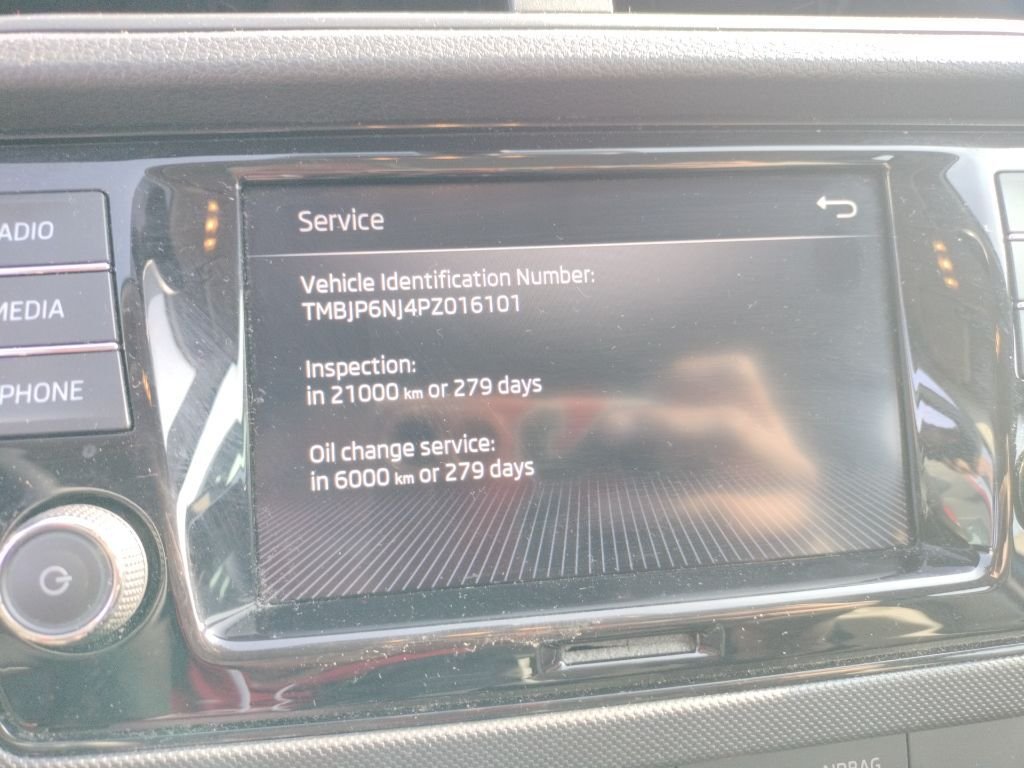 Service
ADIO
MEDIA
PHONE
Vehicle Identification Number:
TMBJP6NJ4PZ016101
Inspection:
in 21000 km or 279 days
Oil change service:
in 6000 km or 279 days
AIRBAG